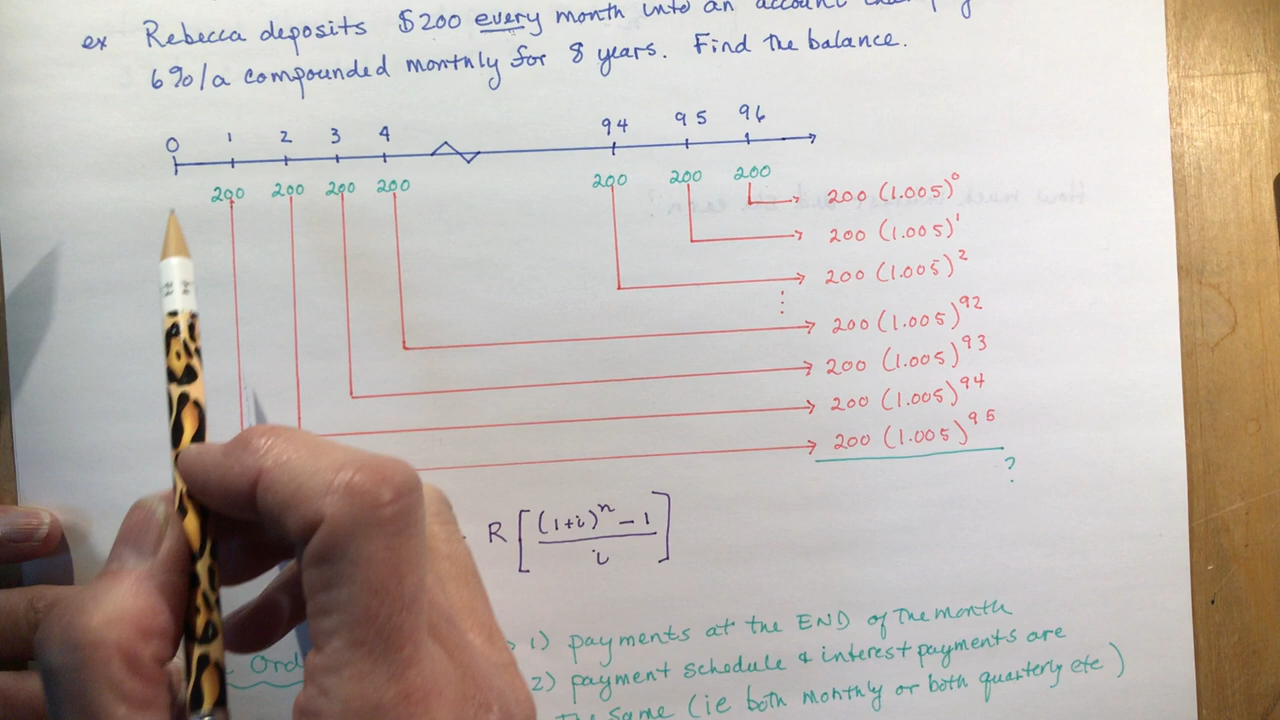 ex Rebecca deposits $200 every month into an account
6%/a compounded monthly for 8 years. Find the balance.
0 1 2 3 4 94 95 96
200 200 200 200 200 200 200
200 (1.005)^0
200 (1.005)^1
200 (1.005)^2
⋮
200 (1.005)^92
200 (1.005)^93
200 (1.005)^94
200 (1.005)^95
?
R [ (1+i)^n - 1 / i ]
1) payments at the END of the month
2) payment schedule & interest payments are
the same (ie both monthly or both quarterly etc)